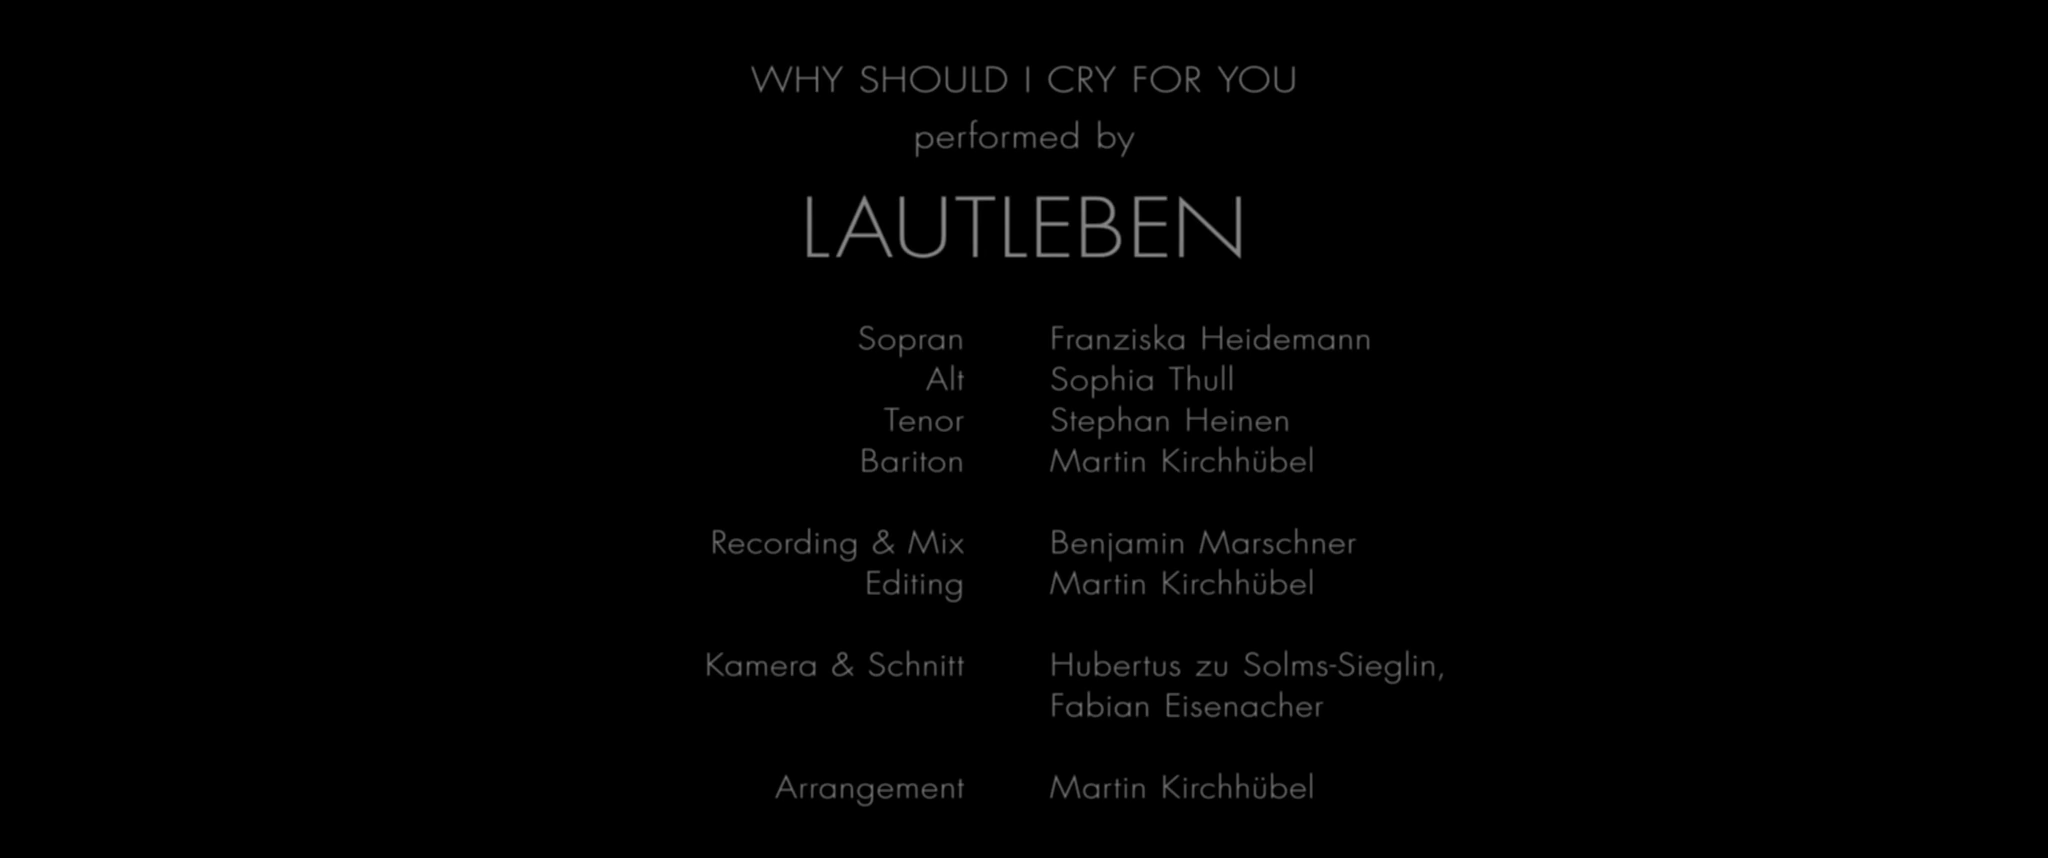 WHY SHOULD I CRY FOR YOU
performed by
LAUTLEBEN
Sopran Franziska Heidemann
Alt Sophia Thull
Tenor Stephan Heinen
Bariton Martin Kirchhübel
Recording & Mix Benjamin Marschner
Editing Martin Kirchhübel
Kamera & Schnitt Hubertus zu Solms-Sieglin,
Fabian Eisenacher
Arrangement Martin Kirchhübel